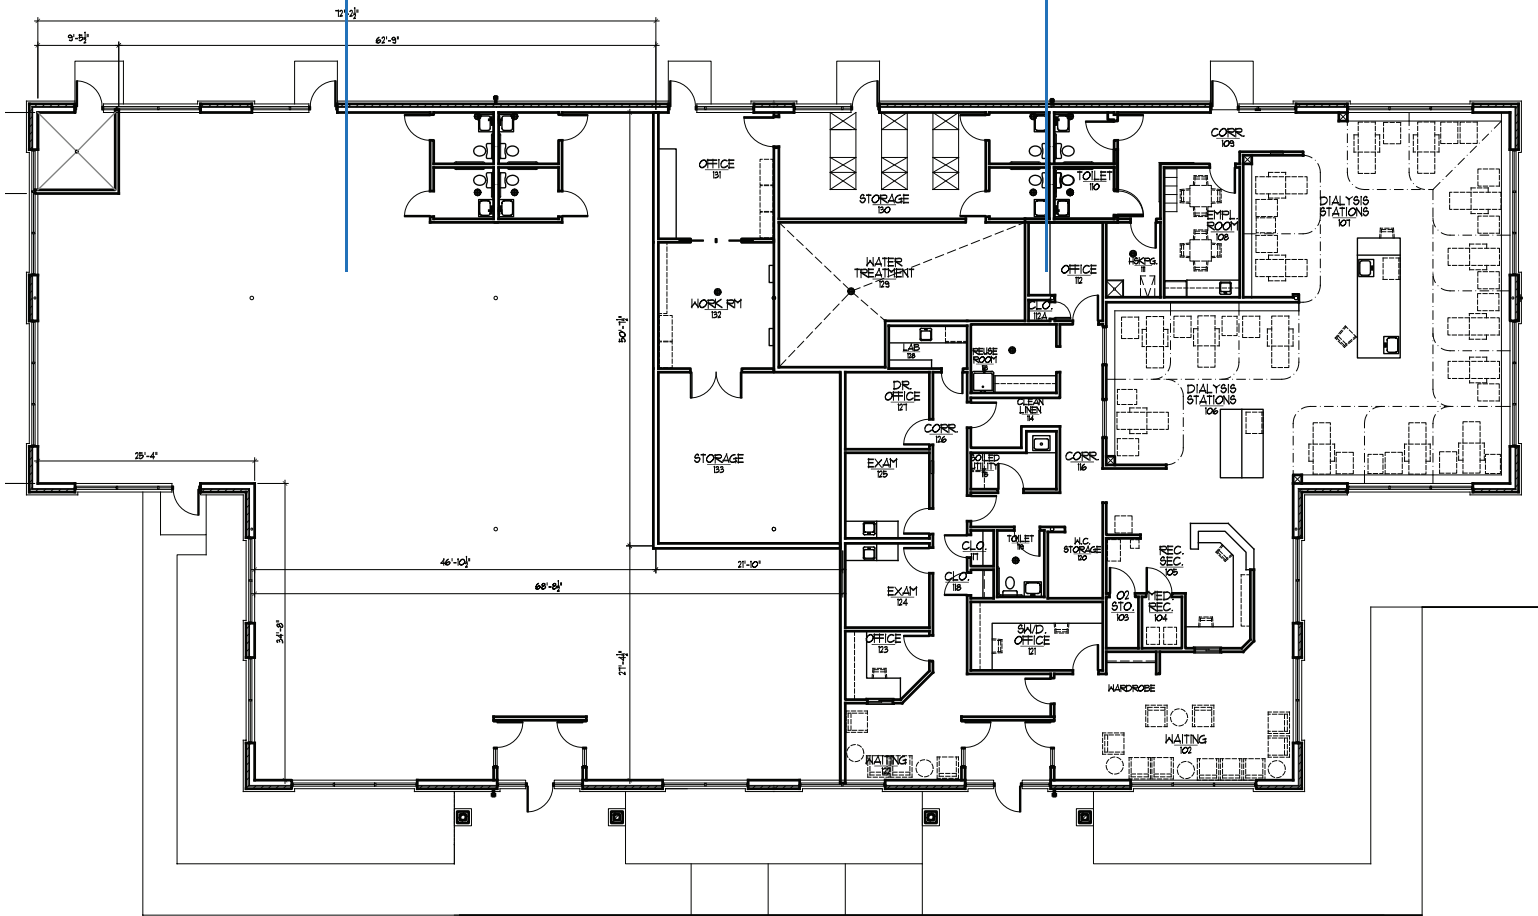 72'-2½"
9'-5½"
62'-9"
CORR.
109
OFFICE
131
TOILET
110
STORAGE
130
EMPL.
ROOM
108
DIALYSIS
STATIONS
107
WATER
TREATMENT
129
OFFICE
112
HSKPG.
111
WORK RM
132
CLO.
112A
50'-7½"
LAB
128
REUSE
ROOM
113
DR.
OFFICE
127
DIALYSIS
STATIONS
106
CLEAN
LINEN
114
CORR.
126
25'-4"
STORAGE
133
EXAM
125
SOILED
UTILITY
115
CORR.
116
CLO.
117
TOILET
119
W.C.
STORAGE
120
REC.
SEC.
105
46'-10½"
21'-10"
68'-8½"
CLO.
118
EXAM
124
O2
STO.
103
MED.
REC.
104
34'-8"
OFFICE
123
SW/D.
OFFICE
121
27'-4½"
WARDROBE
WAITING
102
WAITING